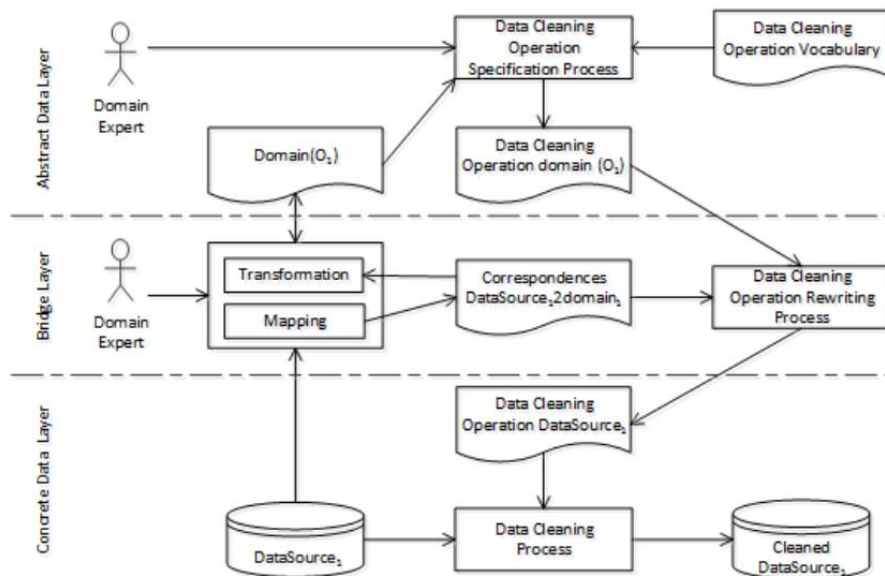 Abstract Data Layer
Domain
Expert
Data Cleaning
Operation
Specification Process
Data Cleaning
Operation Vocabulary
Domain(O₁)
Data Cleaning
Operation domain (O₁)
Bridge Layer
Domain
Expert
Transformation
Mapping
Correspondences
DataSource₁2domain₁
Data Cleaning
Operation Rewriting
Process
Concrete Data Layer
Data Cleaning
Operation DataSource₁
DataSource₁
Data Cleaning
Process
Cleaned
DataSource₁